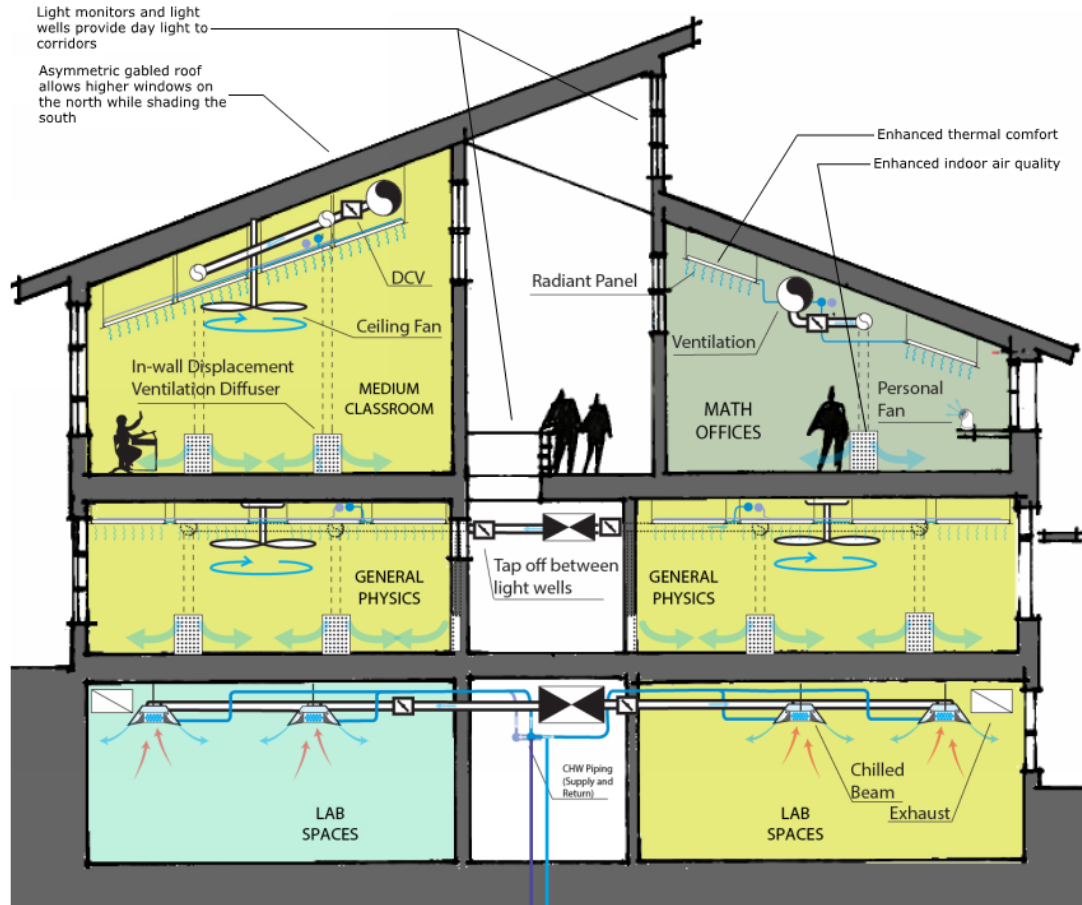 Light monitors and light
wells provide day light to
corridors
Asymmetric gabled roof
allows higher windows on
the north while shading the
south
Enhanced thermal comfort
Enhanced indoor air quality
DCV
Radiant Panel
Ceiling Fan
Ventilation
In-wall Displacement
Ventilation Diffuser
MEDIUM
CLASSROOM
MATH
OFFICES
Personal
Fan
GENERAL
PHYSICS
Tap off between
light wells
GENERAL
PHYSICS
CHW Piping
(Supply and
Return)
LAB
SPACES
LAB
SPACES
Chilled
Beam
Exhaust